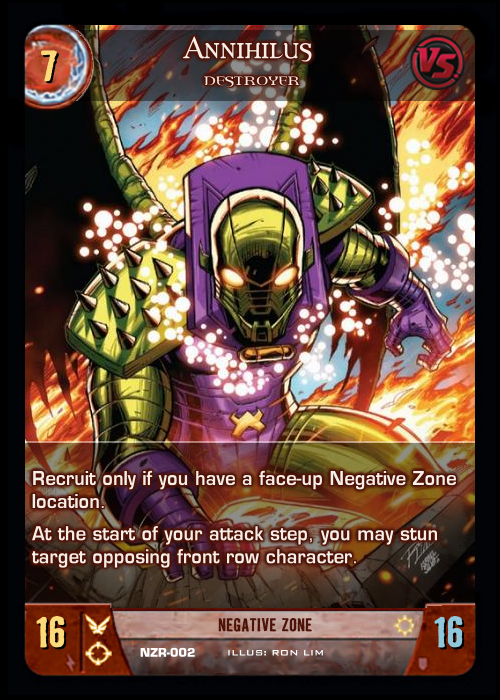 7
ANNIHILUS
VS
DESTROYER
Recruit only if you have a face-up Negative Zone
location.
At the start of your attack step, you may stun
target opposing front row character.
16
NEGATIVE ZONE
16
NZR-002
ILLUS: RON LIM